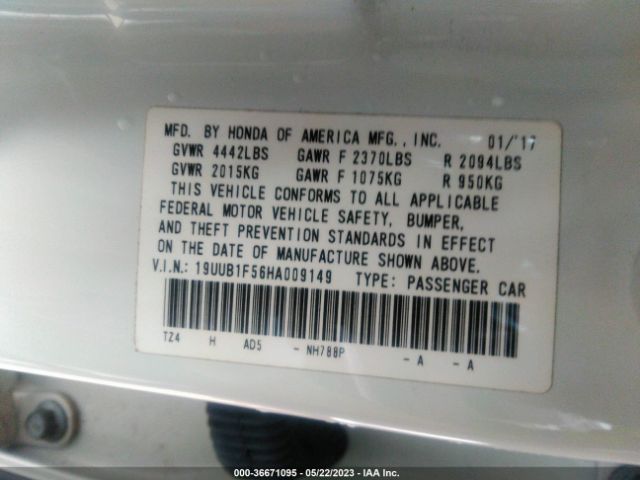 MFD. BY HONDA OF AMERICA MFG., INC. 01/'17
GVWR 4442LBS GAWR F 2370LBS R 2094LBS
GVWR 2015KG GAWR F 1075KG R 950KG
THIS VEHICLE CONFORMS TO ALL APPLICABLE
FEDERAL MOTOR VEHICLE SAFETY, BUMPER,
AND THEFT PREVENTION STANDARDS IN EFFECT
ON THE DATE OF MANUFACTURE SHOWN ABOVE.
V.I.N.: 19UUB1F56HA009149 TYPE: PASSENGER CAR
TZ4 H AD5 - NH788P - A - A
000-36671095 - 05/22/2023 - IAA Inc.